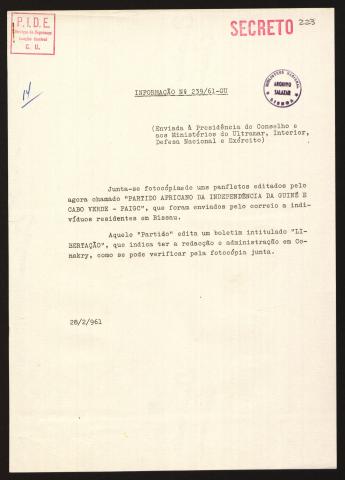 P.I.D.E.
Serviços de Segurança
Secção Central
C. U.
SECRETO
223
14
INFORMAÇÃO Nº 239/61-GU
ARQUIVO
SALAZAR
LISBOA
(Enviada à Presidência do Conselho e
aos Ministérios do Ultramar, Interior,
Defesa Nacional e Exército)
Junta-se fotocópiasde uns panfletos editados pelo
agora chamado "PARTIDO AFRICANO DA INDEPENDÊNCIA DA GUINÉ E
CABO VERDE - PAIGC", que foram enviados pelo correio a indi-
víduos residentes em Bissau.
Aquele "Partido" edita um boletim intitulado "LI-
BERTAÇÃO", que indica ter a redacção e administração em Co-
nakry, como se pode verificar pela fotocópia junta.
28/2/961